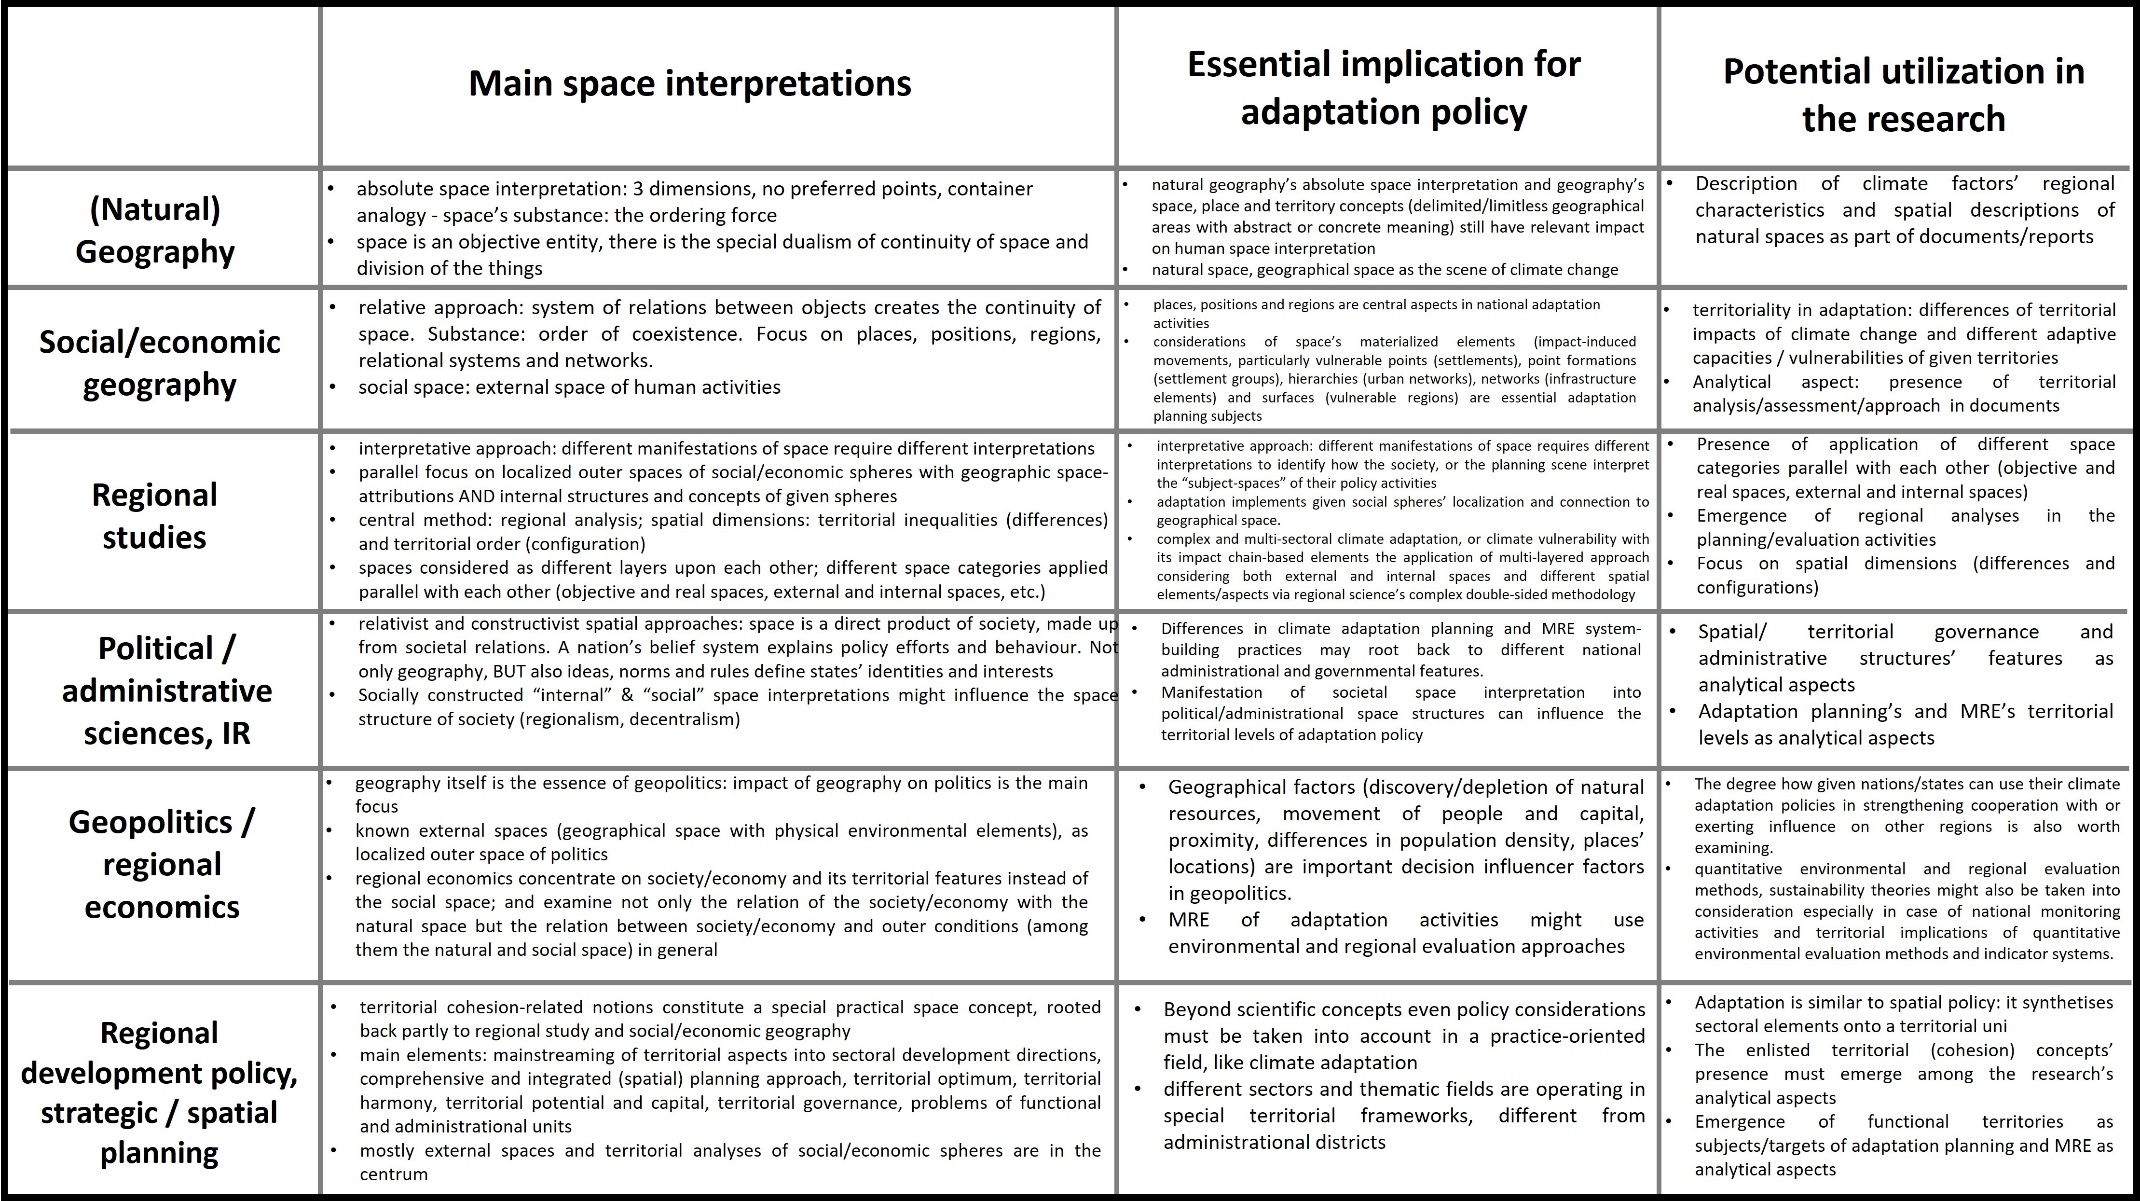 Main space interpretations
Essential implication for
adaptation policy
Potential utilization in
the research
(Natural)
Geography
• absolute space interpretation: 3 dimensions, no preferred points, container
analogy - space's substance: the ordering force
• space is an objective entity, there is the special dualism of continuity of space and
division of the things
• natural geography's absolute space interpretation and geography's
space, place and territory concepts (delimited/limitless geographical
areas with abstract or concrete meaning) still have relevant impact
on human space interpretation
• natural space, geographical space as the scene of climate change
• Description of climate factors' regional
characteristics and spatial descriptions of
natural spaces as part of documents/reports
Social/economic
geography
• relative approach: system of relations between objects creates the continuity of
space. Substance: order of coexistence. Focus on places, positions, regions,
relational systems and networks.
• social space: external space of human activities
• places, positions and regions are central aspects in national adaptation
activities
• considerations of space's materialized elements (impact-induced
movements, particularly vulnerable points (settlements), point formations
(settlement groups), hierarchies (urban networks), networks (infrastructure
elements) and surfaces (vulnerable regions) are essential adaptation
planning subjects
• territoriality in adaptation: differences of territorial
impacts of climate change and different adaptive
capacities / vulnerabilities of given territories
• Analytical aspect: presence of territorial
analysis/assessment/approach in documents
Regional
studies
• interpretative approach: different manifestations of space require different interpretations
• parallel focus on localized outer spaces of social/economic spheres with geographic space-
attributions AND internal structures and concepts of given spheres
• central method: regional analysis; spatial dimensions: territorial inequalities (differences)
and territorial order (configuration)
• spaces considered as different layers upon each other; different space categories applied
parallel with each other (objective and real spaces, external and internal spaces, etc.)
• interpretative approach: different manifestations of space requires different
interpretations to identify how the society, or the planning scene interpret
the “subject-spaces” of their policy activities
• adaptation implements given social spheres' localization and connection to
geographical space.
• complex and multi-sectoral climate adaptation, or climate vulnerability with
its impact chain-based elements the application of multi-layered approach
considering both external and internal spaces and different spatial
elements/aspects via regional science's complex double-sided methodology
• Presence of application of different space
categories parallel with each other (objective and
real spaces, external and internal spaces)
• Emergence of regional analyses in the
planning/evaluation activities
• Focus on spatial dimensions (differences and
configurations)
Political /
administrative
sciences, IR
• relativist and constructivist spatial approaches: space is a direct product of society, made up
from societal relations. A nation's belief system explains policy efforts and behaviour. Not
only geography, BUT also ideas, norms and rules define states' identities and interests
• Socially constructed “internal” & “social” space interpretations might influence the space
structure of society (regionalism, decentralism)
• Differences in climate adaptation planning and MRE system-
building practices may root back to different national
administrational and governmental features.
• Manifestation of societal space interpretation into
political/administrational space structures can influence the
territorial levels of adaptation policy
• Spatial/ territorial governance and
administrative structures' features as
analytical aspects
• Adaptation planning's and MRE's territorial
levels as analytical aspects
Geopolitics /
regional
economics
• geography itself is the essence of geopolitics: impact of geography on politics is the main
focus
• known external spaces (geographical space with physical environmental elements), as
localized outer space of politics
• regional economics concentrate on society/economy and its territorial features instead of
the social space; and examine not only the relation of the society/economy with the
natural space but the relation between society/economy and outer conditions (among
them the natural and social space) in general
• Geographical factors (discovery/depletion of natural
resources, movement of people and capital,
proximity, differences in population density, places'
locations) are important decision influencer factors
in geopolitics.
• MRE of adaptation activities might use
environmental and regional evaluation approaches
• The degree how given nations/states can use their climate
adaptation policies in strengthening cooperation with or
exerting influence on other regions is also worth
examining.
• quantitative environmental and regional evaluation
methods, sustainability theories might also be taken into
consideration especially in case of national monitoring
activities and territorial implications of quantitative
environmental evaluation methods and indicator systems.
Regional
development policy,
strategic / spatial
planning
• territorial cohesion-related notions constitute a special practical space concept, rooted
back partly to regional study and social/economic geography
• main elements: mainstreaming of territorial aspects into sectoral development directions,
comprehensive and integrated (spatial) planning approach, territorial optimum, territorial
harmony, territorial potential and capital, territorial governance, problems of functional
and administrational units
• mostly external spaces and territorial analyses of social/economic spheres are in the
centrum
• Beyond scientific concepts even policy considerations
must be taken into account in a practice-oriented
field, like climate adaptation
• different sectors and thematic fields are operating in
special territorial frameworks, different from
administrational districts
• Adaptation is similar to spatial policy: it synthetises
sectoral elements onto a territorial uni
• The enlisted territorial (cohesion) concepts'
presence must emerge among the research's
analytical aspects
• Emergence of functional territories as
subjects/targets of adaptation planning and MRE as
analytical aspects